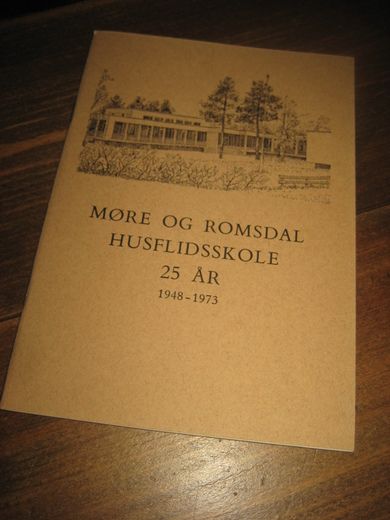 MØRE OG ROMSDAL
HUSFLIDSSKOLE
25 ÅR
1948-1973